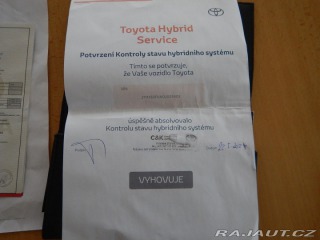 Toyota Hybrid
Service
Potvrzení Kontroly stavu hybridního systému
Tímto se potvrzuje,
že Vaše vozidlo Toyota
úspěšně absolvovalo
Kontrolu stavu hybridního systému
VYHOVUJE
RAJAUT.CZ